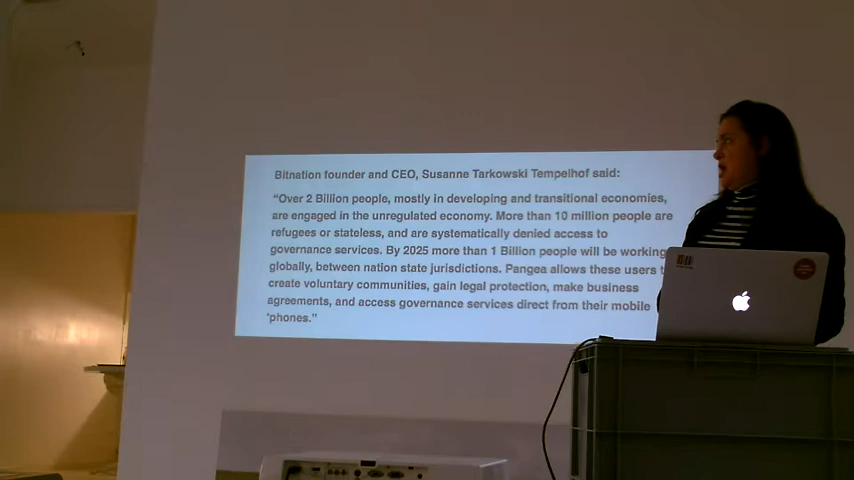 Bitnation founder and CEO, Susanne Tarkowski Tempelhof said:
“Over 2 Billion people, mostly in developing and transitional economies,
are engaged in the unregulated economy. More than 10 million people are
refugees or stateless, and are systematically denied access to
governance services. By 2025 more than 1 Billion people will be working
globally, between nation state jurisdictions. Pangea allows these users
create voluntary communities, gain legal protection, make business
agreements, and access governance services direct from their mobile
‘phones.”